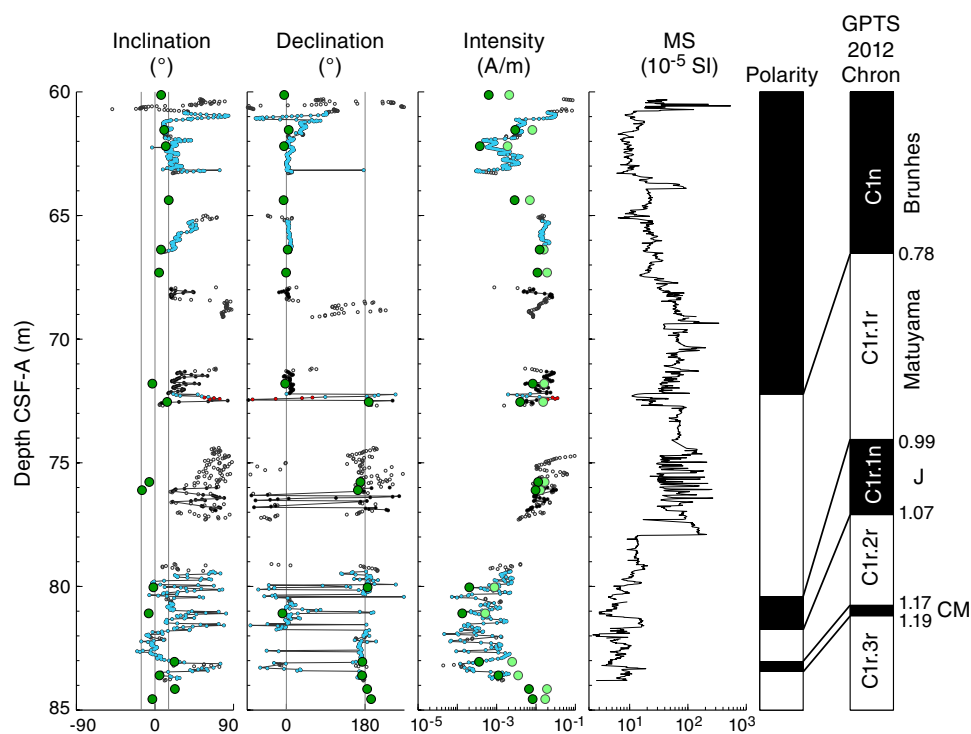 Inclination
(°)
Declination
(°)
Intensity
(A/m)
MS
(10-5 SI)
Polarity
GPTS
2012
Chron
Depth CSF-A (m)
60
65
70
75
80
85
-90
0
90
0
180
10-5
10-3
10-1
101
102
103
C1n
C1r.1r
C1r.1n
C1r.2r
C1r.3r
Brunhes
Matuyama
0.78
0.99
J
1.07
1.17
CM
1.19